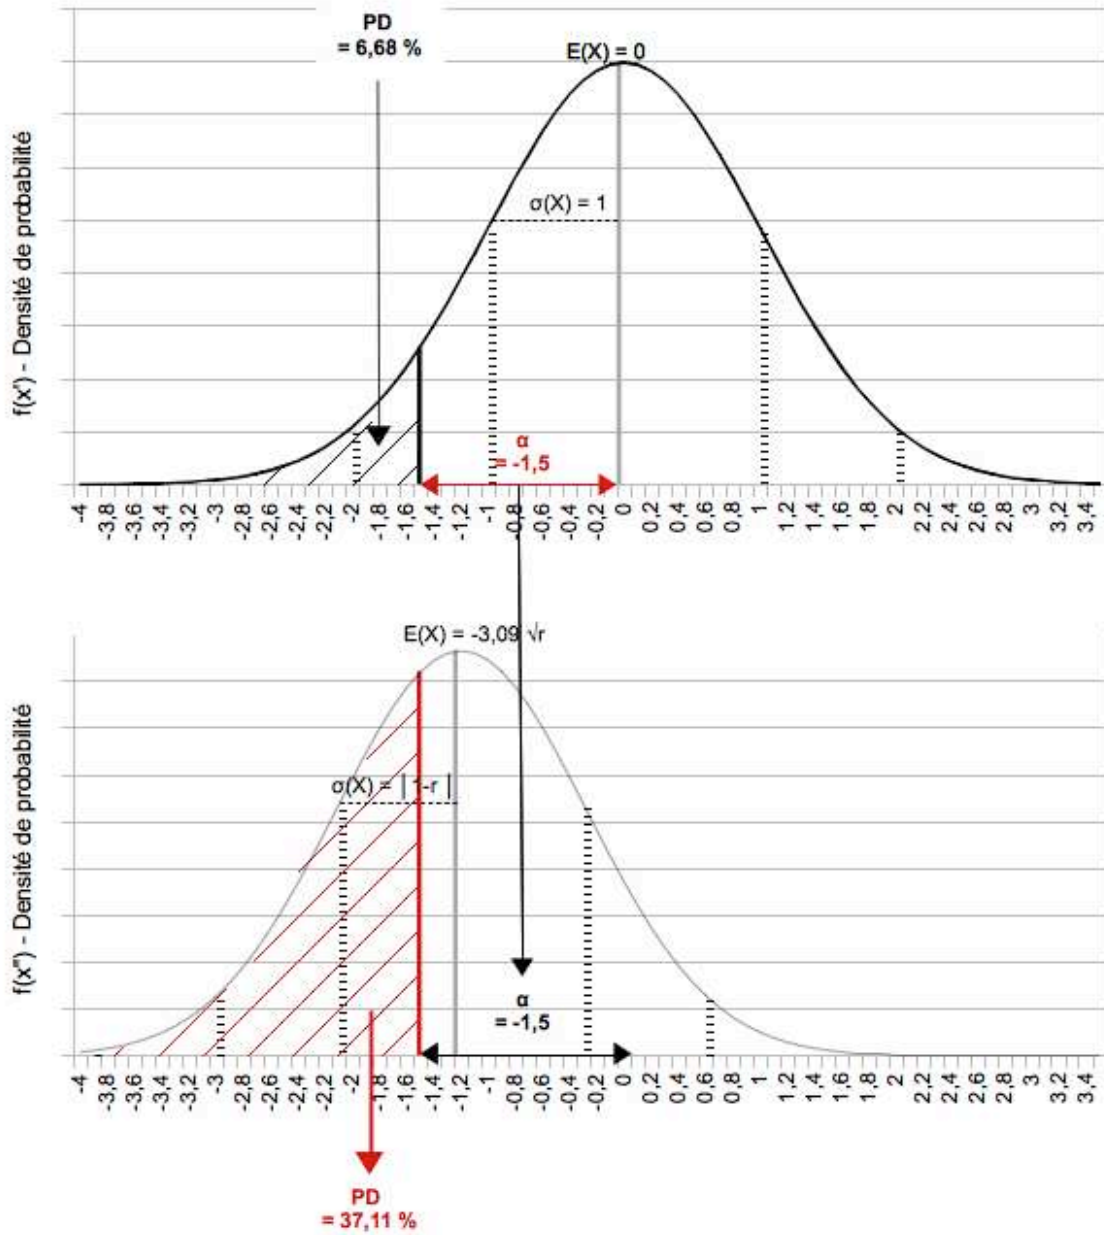 PD
= 6,68 %
E(X) = 0
σ(X) = 1
f(x') - Densité de probabilité
α
= -1,5
-4 -3,8 -3,6 -3,4 -3,2 -3 -2,8 -2,6 -2,4 -2,2 -2 -1,8 -1,6 -1,4 -1,2 -1 -0,8 -0,6 -0,4 -0,2 0 0,2 0,4 0,6 0,8 1 1,2 1,4 1,6 1,8 2 2,2 2,4 2,6 2,8 3 3,2 3,4
E(X) = -3,09 √r
σ(X) = | 1-r |
f(x") - Densité de probabilité
α
= -1,5
-4 -3,8 -3,6 -3,4 -3,2 -3 -2,8 -2,6 -2,4 -2,2 -2 -1,8 -1,6 -1,4 -1,2 -1 -0,8 -0,6 -0,4 -0,2 0 0,2 0,4 0,6 0,8 1 1,2 1,4 1,6 1,8 2 2,2 2,4 2,6 2,8 3 3,2 3,4
PD
= 37,11 %